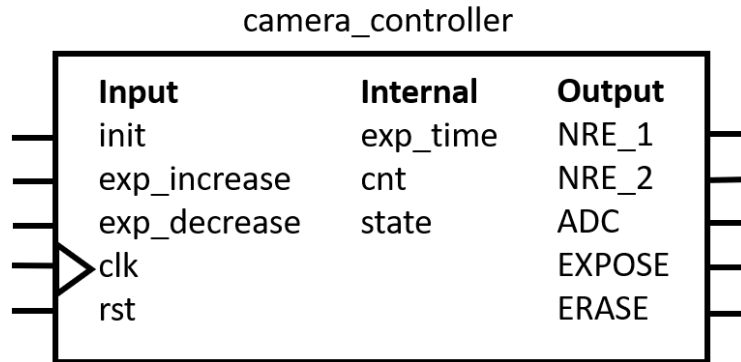 camera_controller
Input Internal Output
init exp_time NRE_1
exp_increase cnt NRE_2
exp_decrease state ADC
clk EXPOSE
rst ERASE